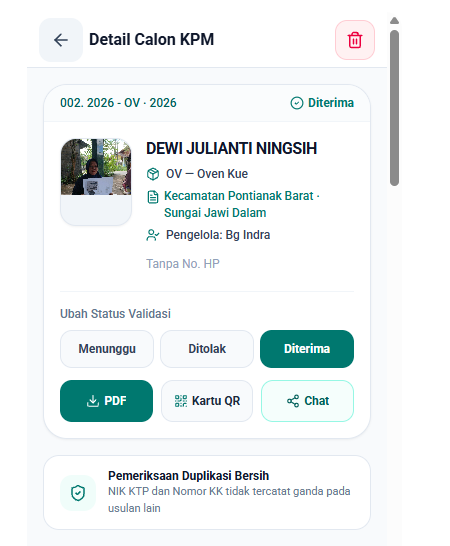 Detail Calon KPM
002. 2026 - OV · 2026
Diterima
DEWI JULIANTI NINGSIH
OV — Oven Kue
Kecamatan Pontianak Barat ·
Sungai Jawi Dalam
Pengelola: Bg Indra
Tanpa No. HP
Ubah Status Validasi
Menunggu
Ditolak
Diterima
PDF
Kartu QR
Chat
Pemeriksaan Duplikasi Bersih
NIK KTP dan Nomor KK tidak tercatat ganda pada
usulan lain